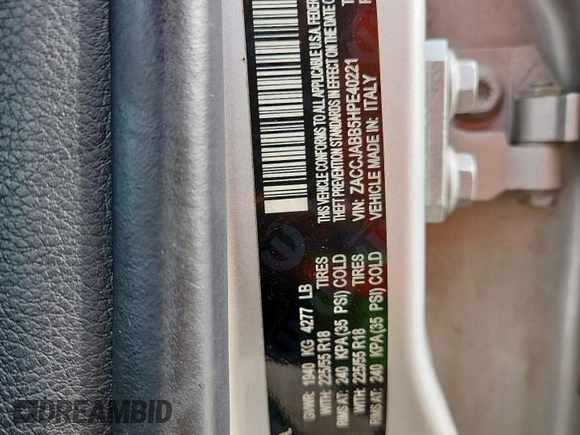 THIS VEHICLE CONFORMS TO ALL APPLICABLE U.S.A. FEDER
THEFT PREVENTION STANDARDS IN EFFECT ON THE DATE O
VIN: ZACCJABB5HPE40221
VEHICLE MADE IN: ITALY
GVWR: 1940 KG 4277 LB
WITH: 225/55 R18 TIRES
RIMS AT: 240 KPA(35 PSI) COLD
WITH: 225/55 R18 TIRES
RIMS AT: 240 KPA(35 PSI) COLD
DREAMBID